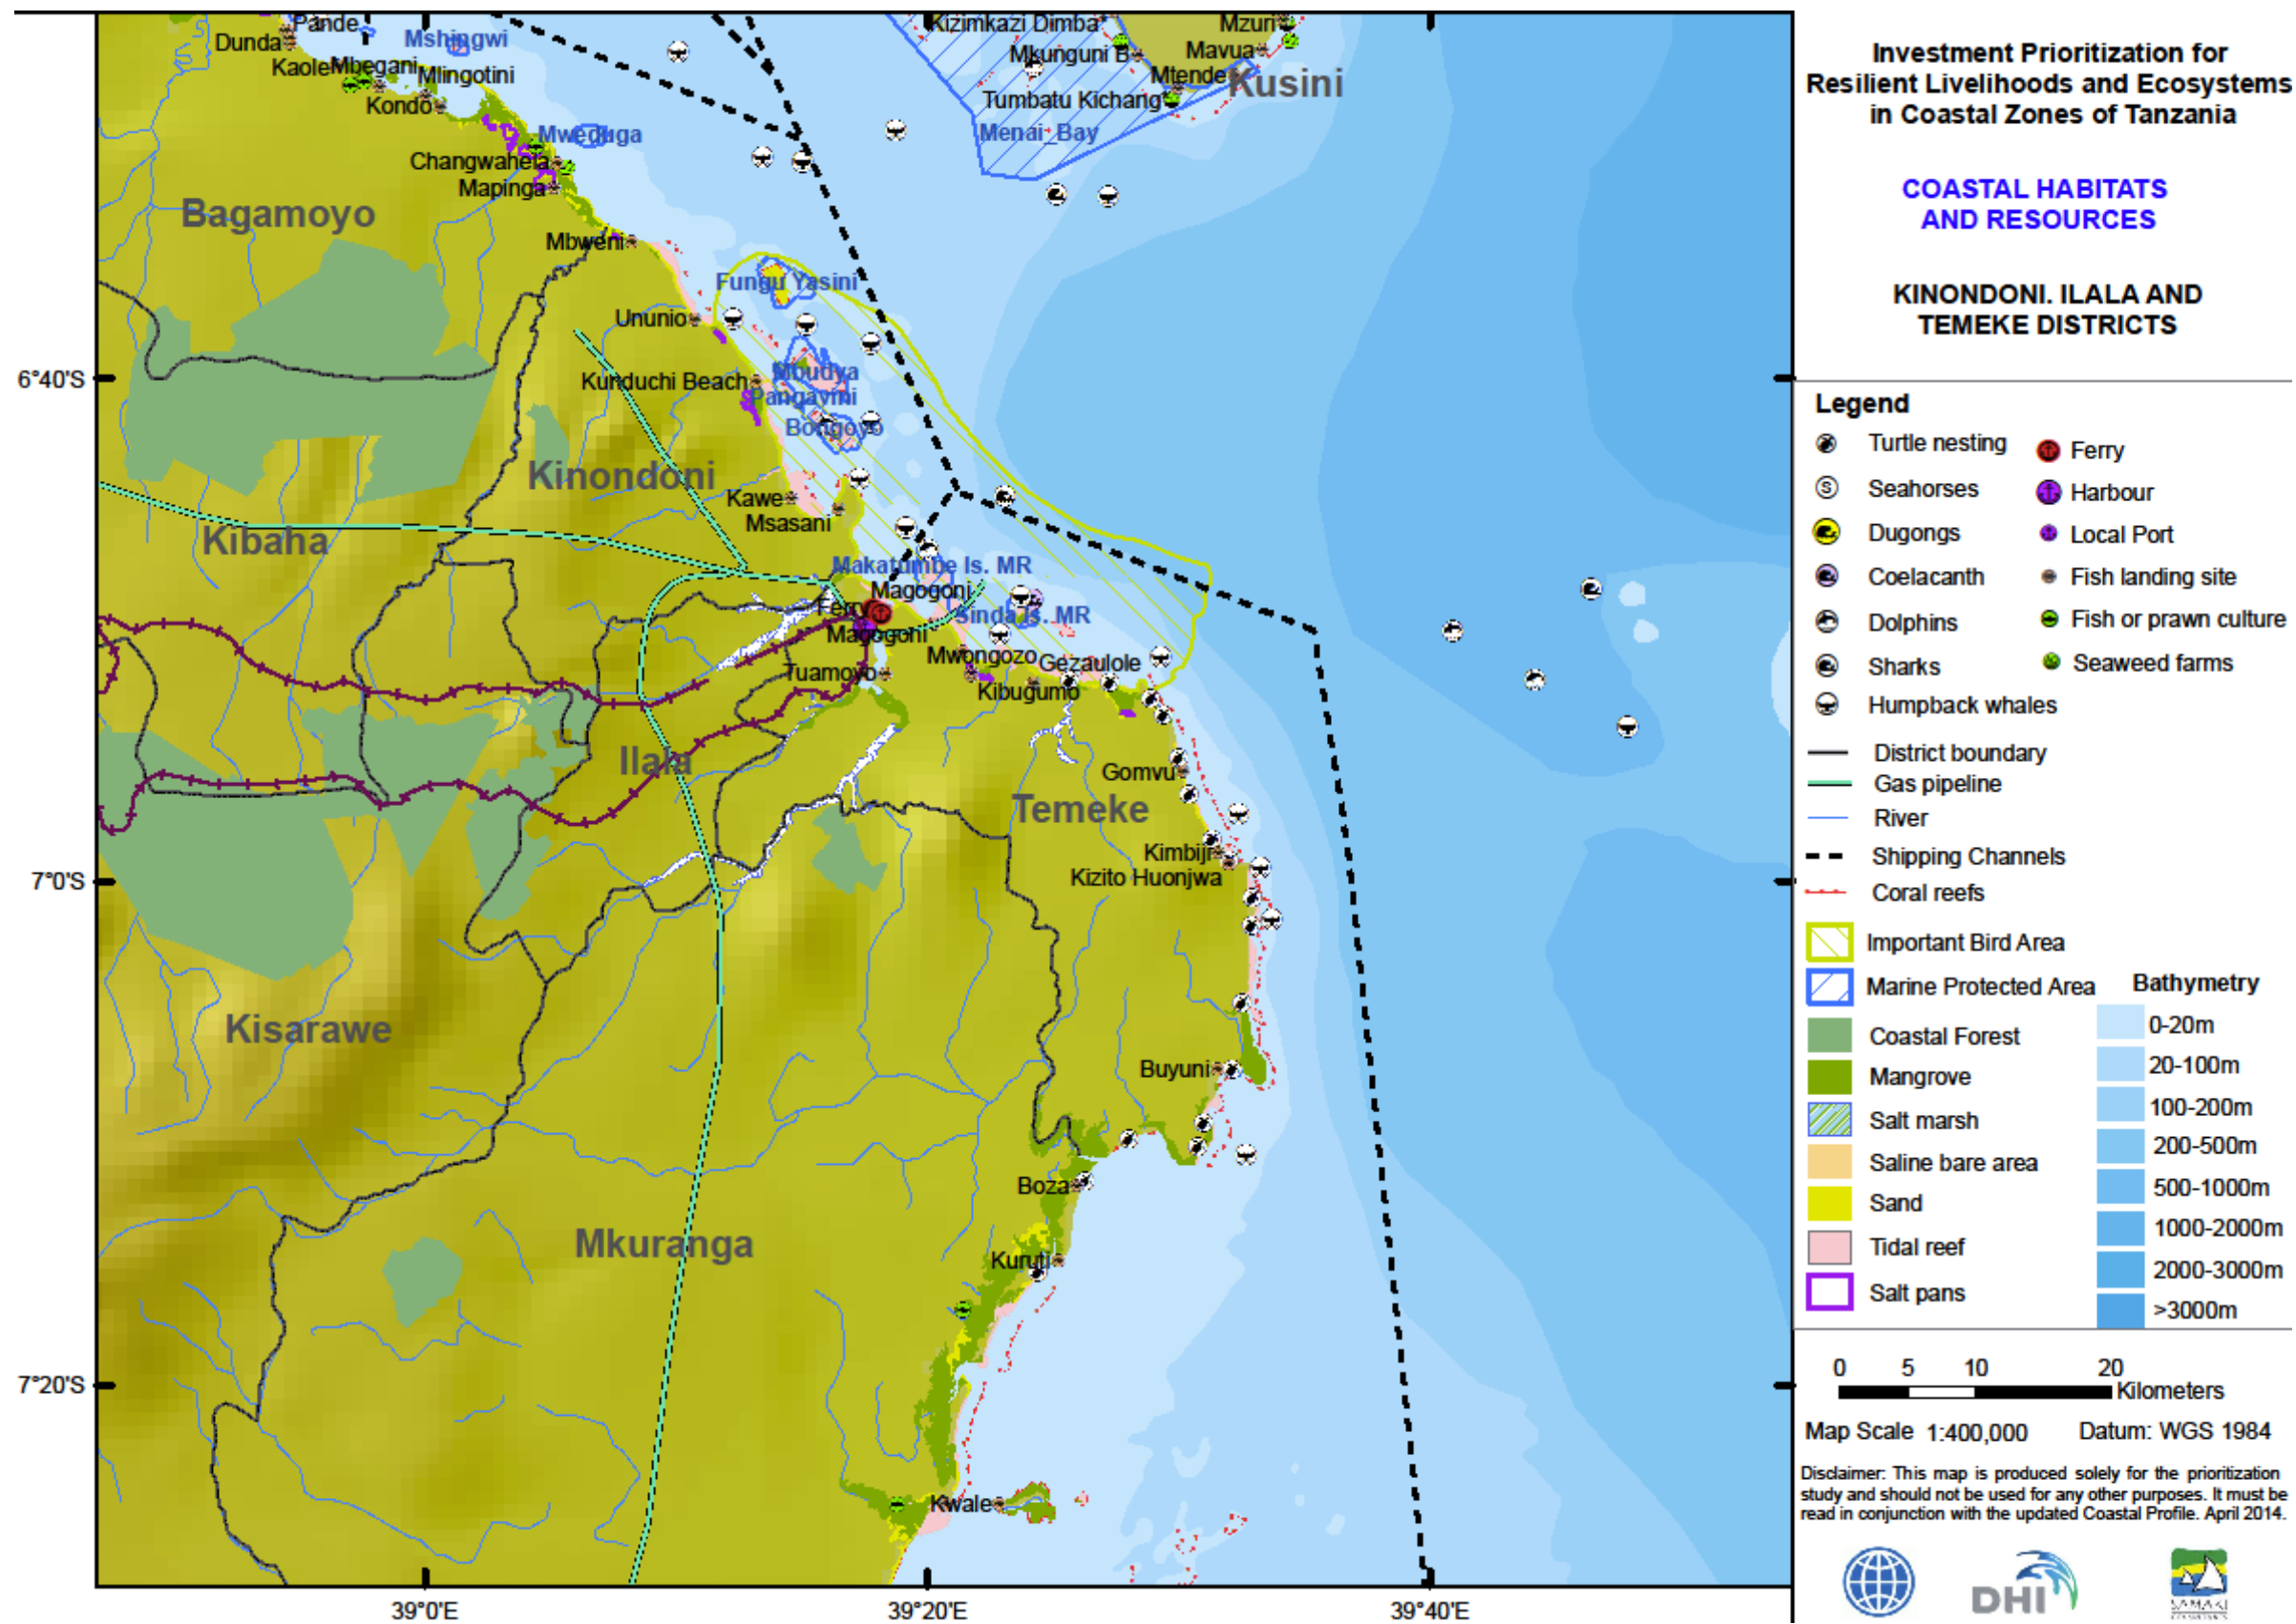 Pande
Dunda
Mshingwi
Kaole
Mbegani
Mlingotini
Kondo
Mweduga
Changwahela
Mapinga
Bagamoyo
Mbweni
Kizimkazi Dimba
Mzuri
Mkunguni B
Mavua
Mtende
Kusini
Tumbatu Kichang
Menai_Bay
Fungu Yasini
Ununio
6°40'S
Kunduchi Beach
Mbudya
Pangavini
Bongoyo
Kinondoni
Kawe
Msasani
Kibaha
Makatumbe Is. MR
Magogoni
Ferry
Sinda Is. MR
Magogoni
Mwongozo
Gezaulole
Tuamoyo
Kibugumo
Ilala
Gomvu
Temeke
Kimbiji
Kizito Huonjwa
7°0'S
Kisarawe
Buyuni
Boza
Mkuranga
Kuruti
7°20'S
Kwale
39°0'E
39°20'E
39°40'E
Investment Prioritization for
Resilient Livelihoods and Ecosystems
in Coastal Zones of Tanzania
COASTAL HABITATS
AND RESOURCES
KINONDONI. ILALA AND
TEMEKE DISTRICTS
Legend
Turtle nesting
Seahorses
Dugongs
Coelacanth
Dolphins
Sharks
Humpback whales
Ferry
Harbour
Local Port
Fish landing site
Fish or prawn culture
Seaweed farms
District boundary
Gas pipeline
River
Shipping Channels
Coral reefs
Important Bird Area
Marine Protected Area
Coastal Forest
Mangrove
Salt marsh
Saline bare area
Sand
Tidal reef
Salt pans
Bathymetry
0-20m
20-100m
100-200m
200-500m
500-1000m
1000-2000m
2000-3000m
>3000m
0 5 10 20
Kilometers
Map Scale 1:400,000 Datum: WGS 1984
Disclaimer: This map is produced solely for the prioritization
study and should not be used for any other purposes. It must be
read in conjunction with the updated Coastal Profile. April 2014.
DHI
SAMAKI